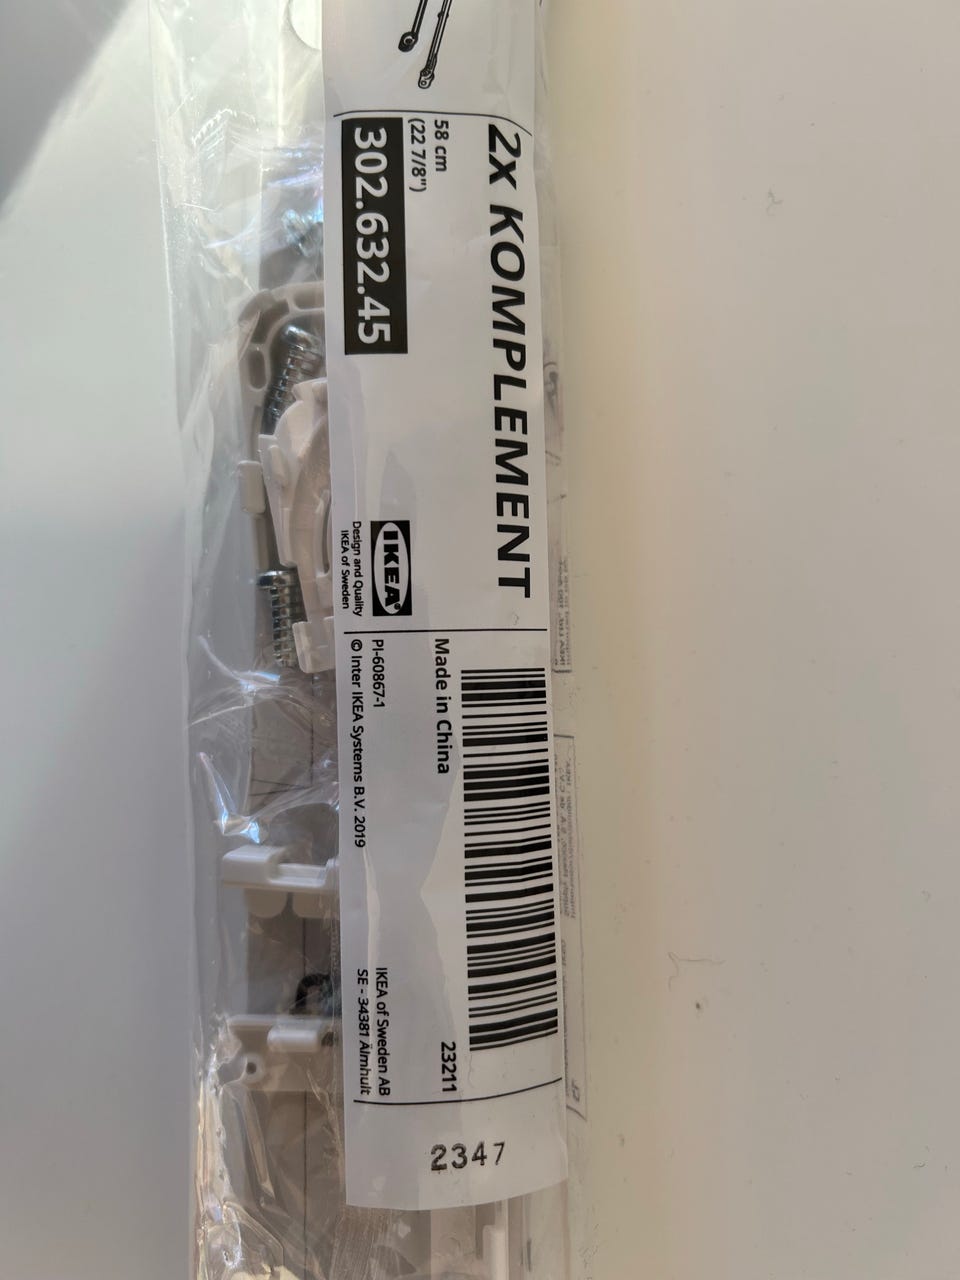 2x KOMPLEMENT
58 cm
(22 7/8")
302.632.45
IKEA®
Design and Quality
IKEA of Sweden
Made in China
PI-60867-1
© Inter IKEA Systems B.V. 2019
23211
IKEA of Sweden AB
SE - 34381 Älmhult
2347